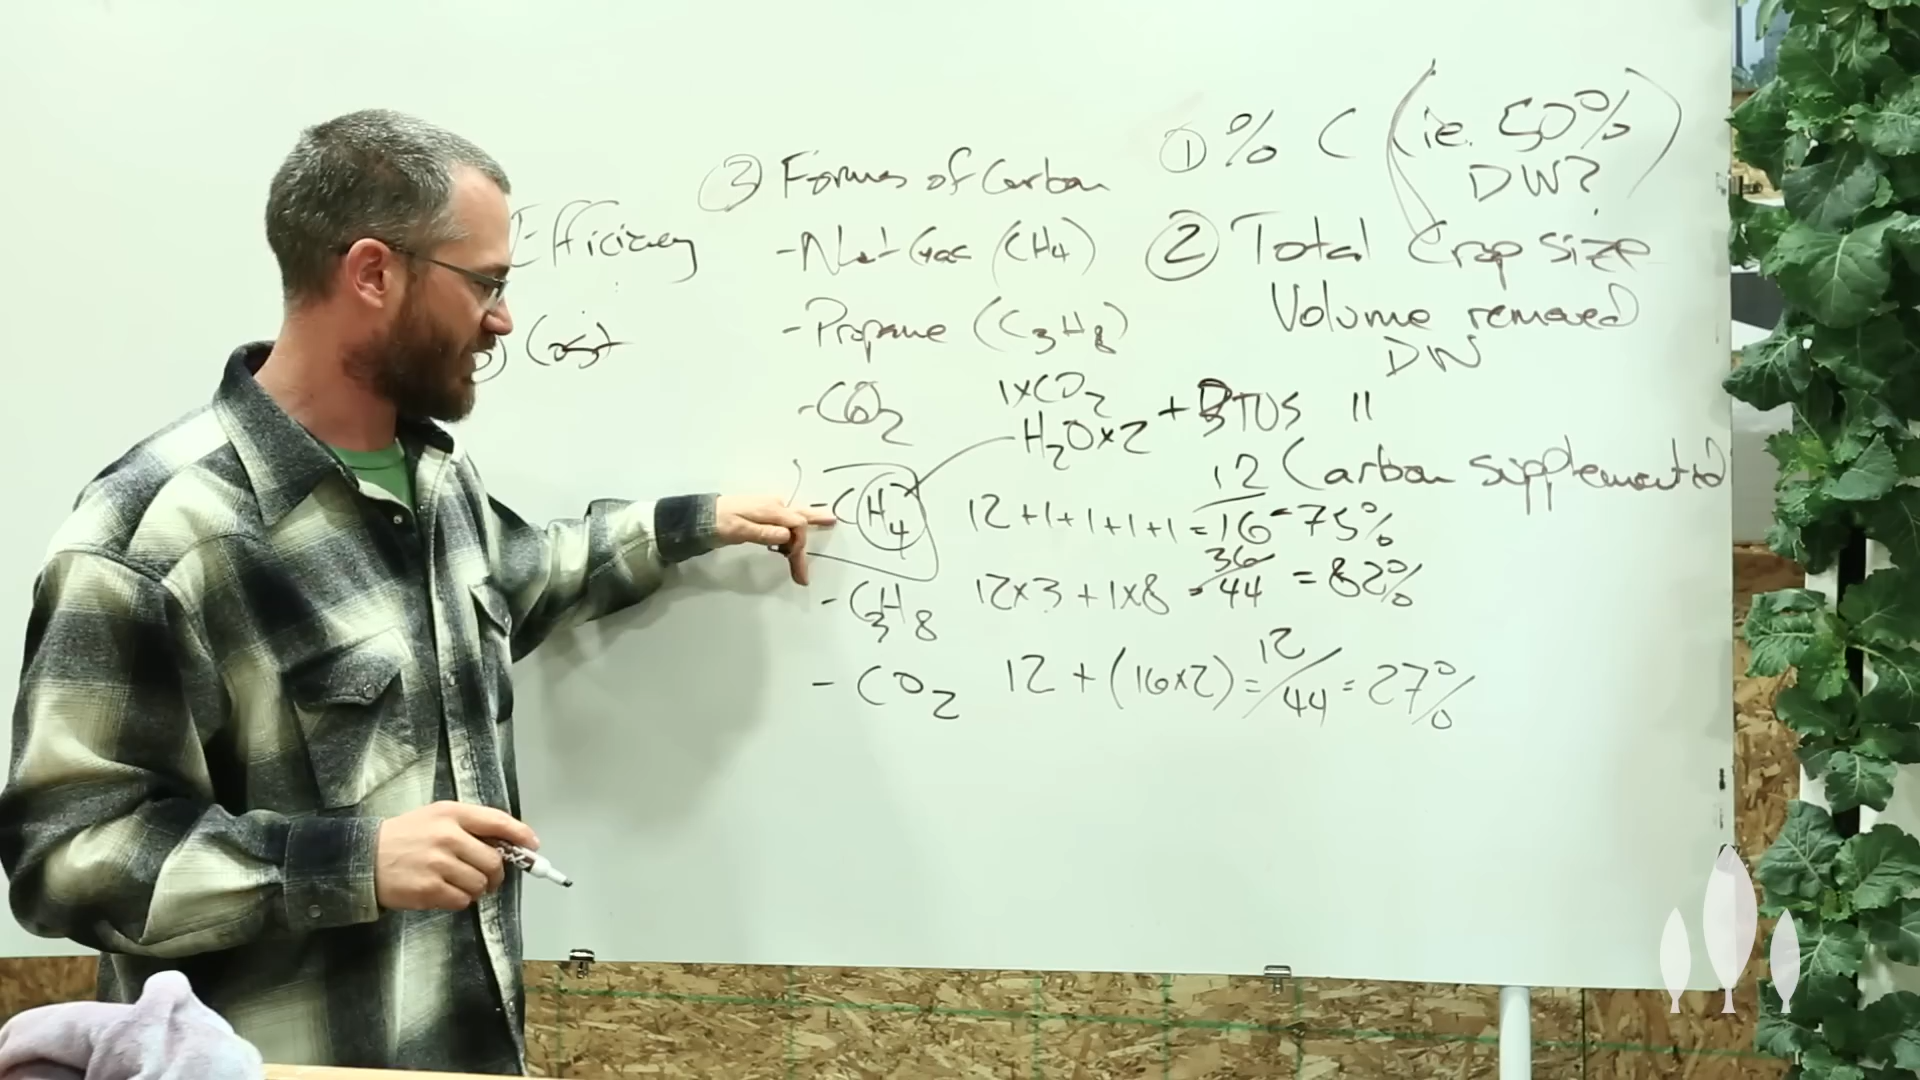 ① % C (ie. 50%
DW?)
② Total Crop size
Volume removed
DW
11
Carbon supplemented
③ Forms of Carbon
- Nat Gas (CH4)
- Propane (C3H8)
- CO2
1xCO2
H2Ox2 + BTUS
- CH4 12+1+1+1+1 = 12/16 = 75%
- C3H8 12x3 + 1x8 = 36/44 = 82%
- CO2 12 + (16x2) = 12/44 = 27%
Efficiency
Cost